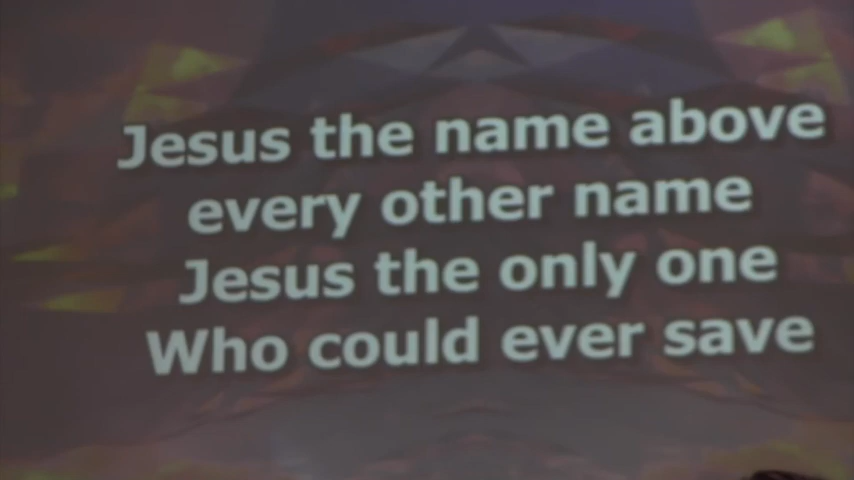 Jesus the name above
every other name
Jesus the only one
Who could ever save